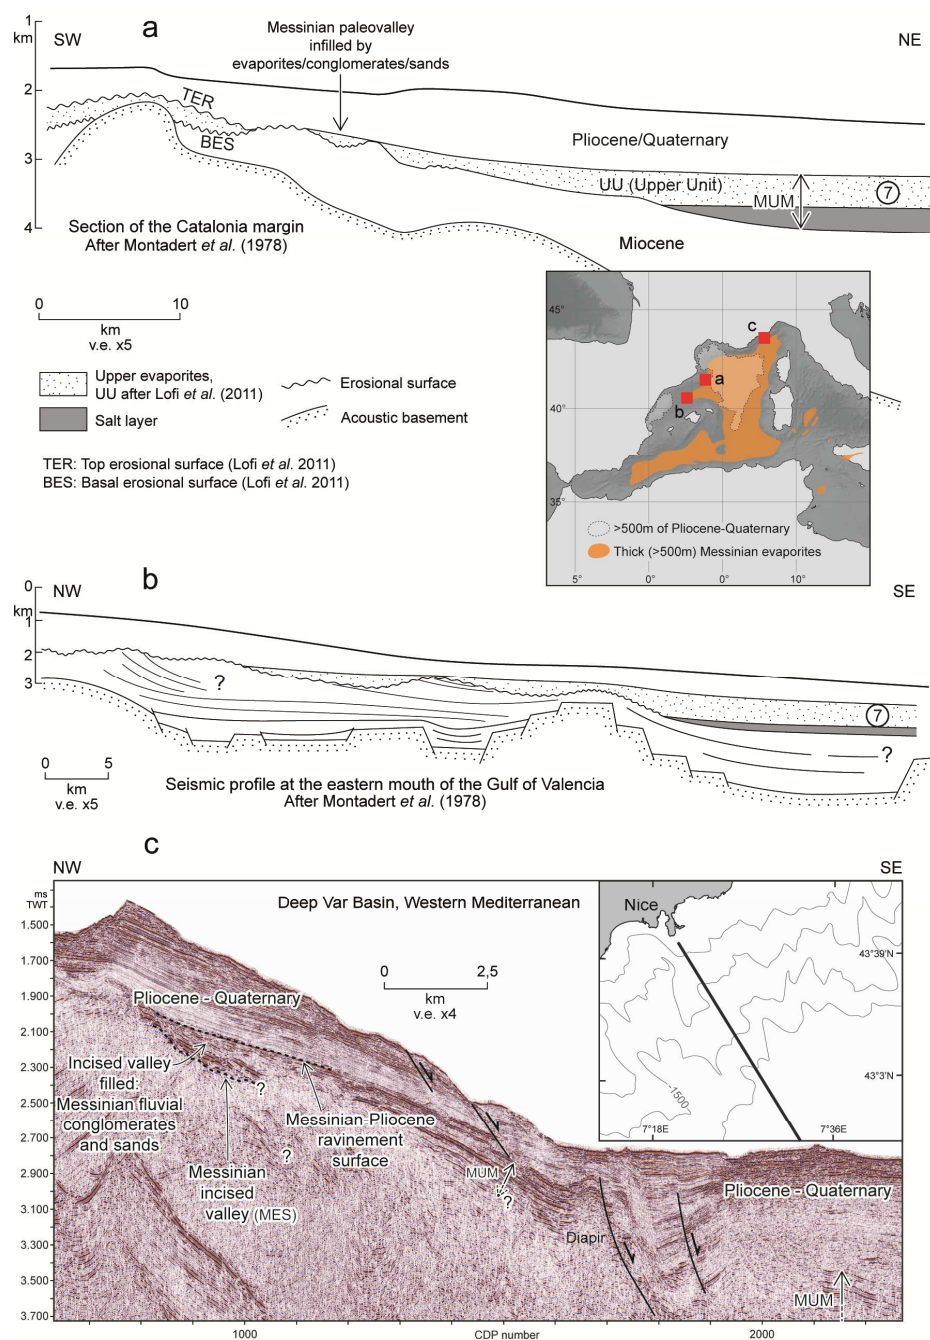 a
1
km
2
3
4
SW
NE
Messinian paleovalley
infilled by
evaporites/conglomerates/sands
TER
BES
Pliocene/Quaternary
UU (Upper Unit)
MUM
7
Miocene
Section of the Catalonia margin
After Montadert et al. (1978)
0 10
km
v.e. x5
Upper evaporites,
UU after Lofi et al. (2011)
Salt layer
Erosional surface
Acoustic basement
TER: Top erosional surface (Lofi et al. 2011)
BES: Basal erosional surface (Lofi et al. 2011)
45°
40°
35°
c
a
b
>500m of Pliocene-Quaternary
Thick (>500m) Messinian evaporites
5° 0° 0° 10°
b
0
km
1
2
3
NW
SE
?
7
?
0 5
km
v.e. x5
Seismic profile at the eastern mouth of the Gulf of Valencia
After Montadert et al. (1978)
c
NW
SE
ms
TWT
1.500
1.700
1.900
2.100
2.300
2.500
2.700
2.900
3.100
3.300
3.500
3.700
Deep Var Basin, Western Mediterranean
0 2,5
km
v.e. x4
Nice
43°39'N
43°3'N
-1500
7°18E
7°36E
Pliocene - Quaternary
Incised valley
filled:
Messinian fluvial
conglomerates
and sands
?
Messinian-Pliocene
ravinement
surface
?
Messinian
incised
valley (MES)
MUM
?
Diapir
Pliocene - Quaternary
MUM
1000
CDP number
2000